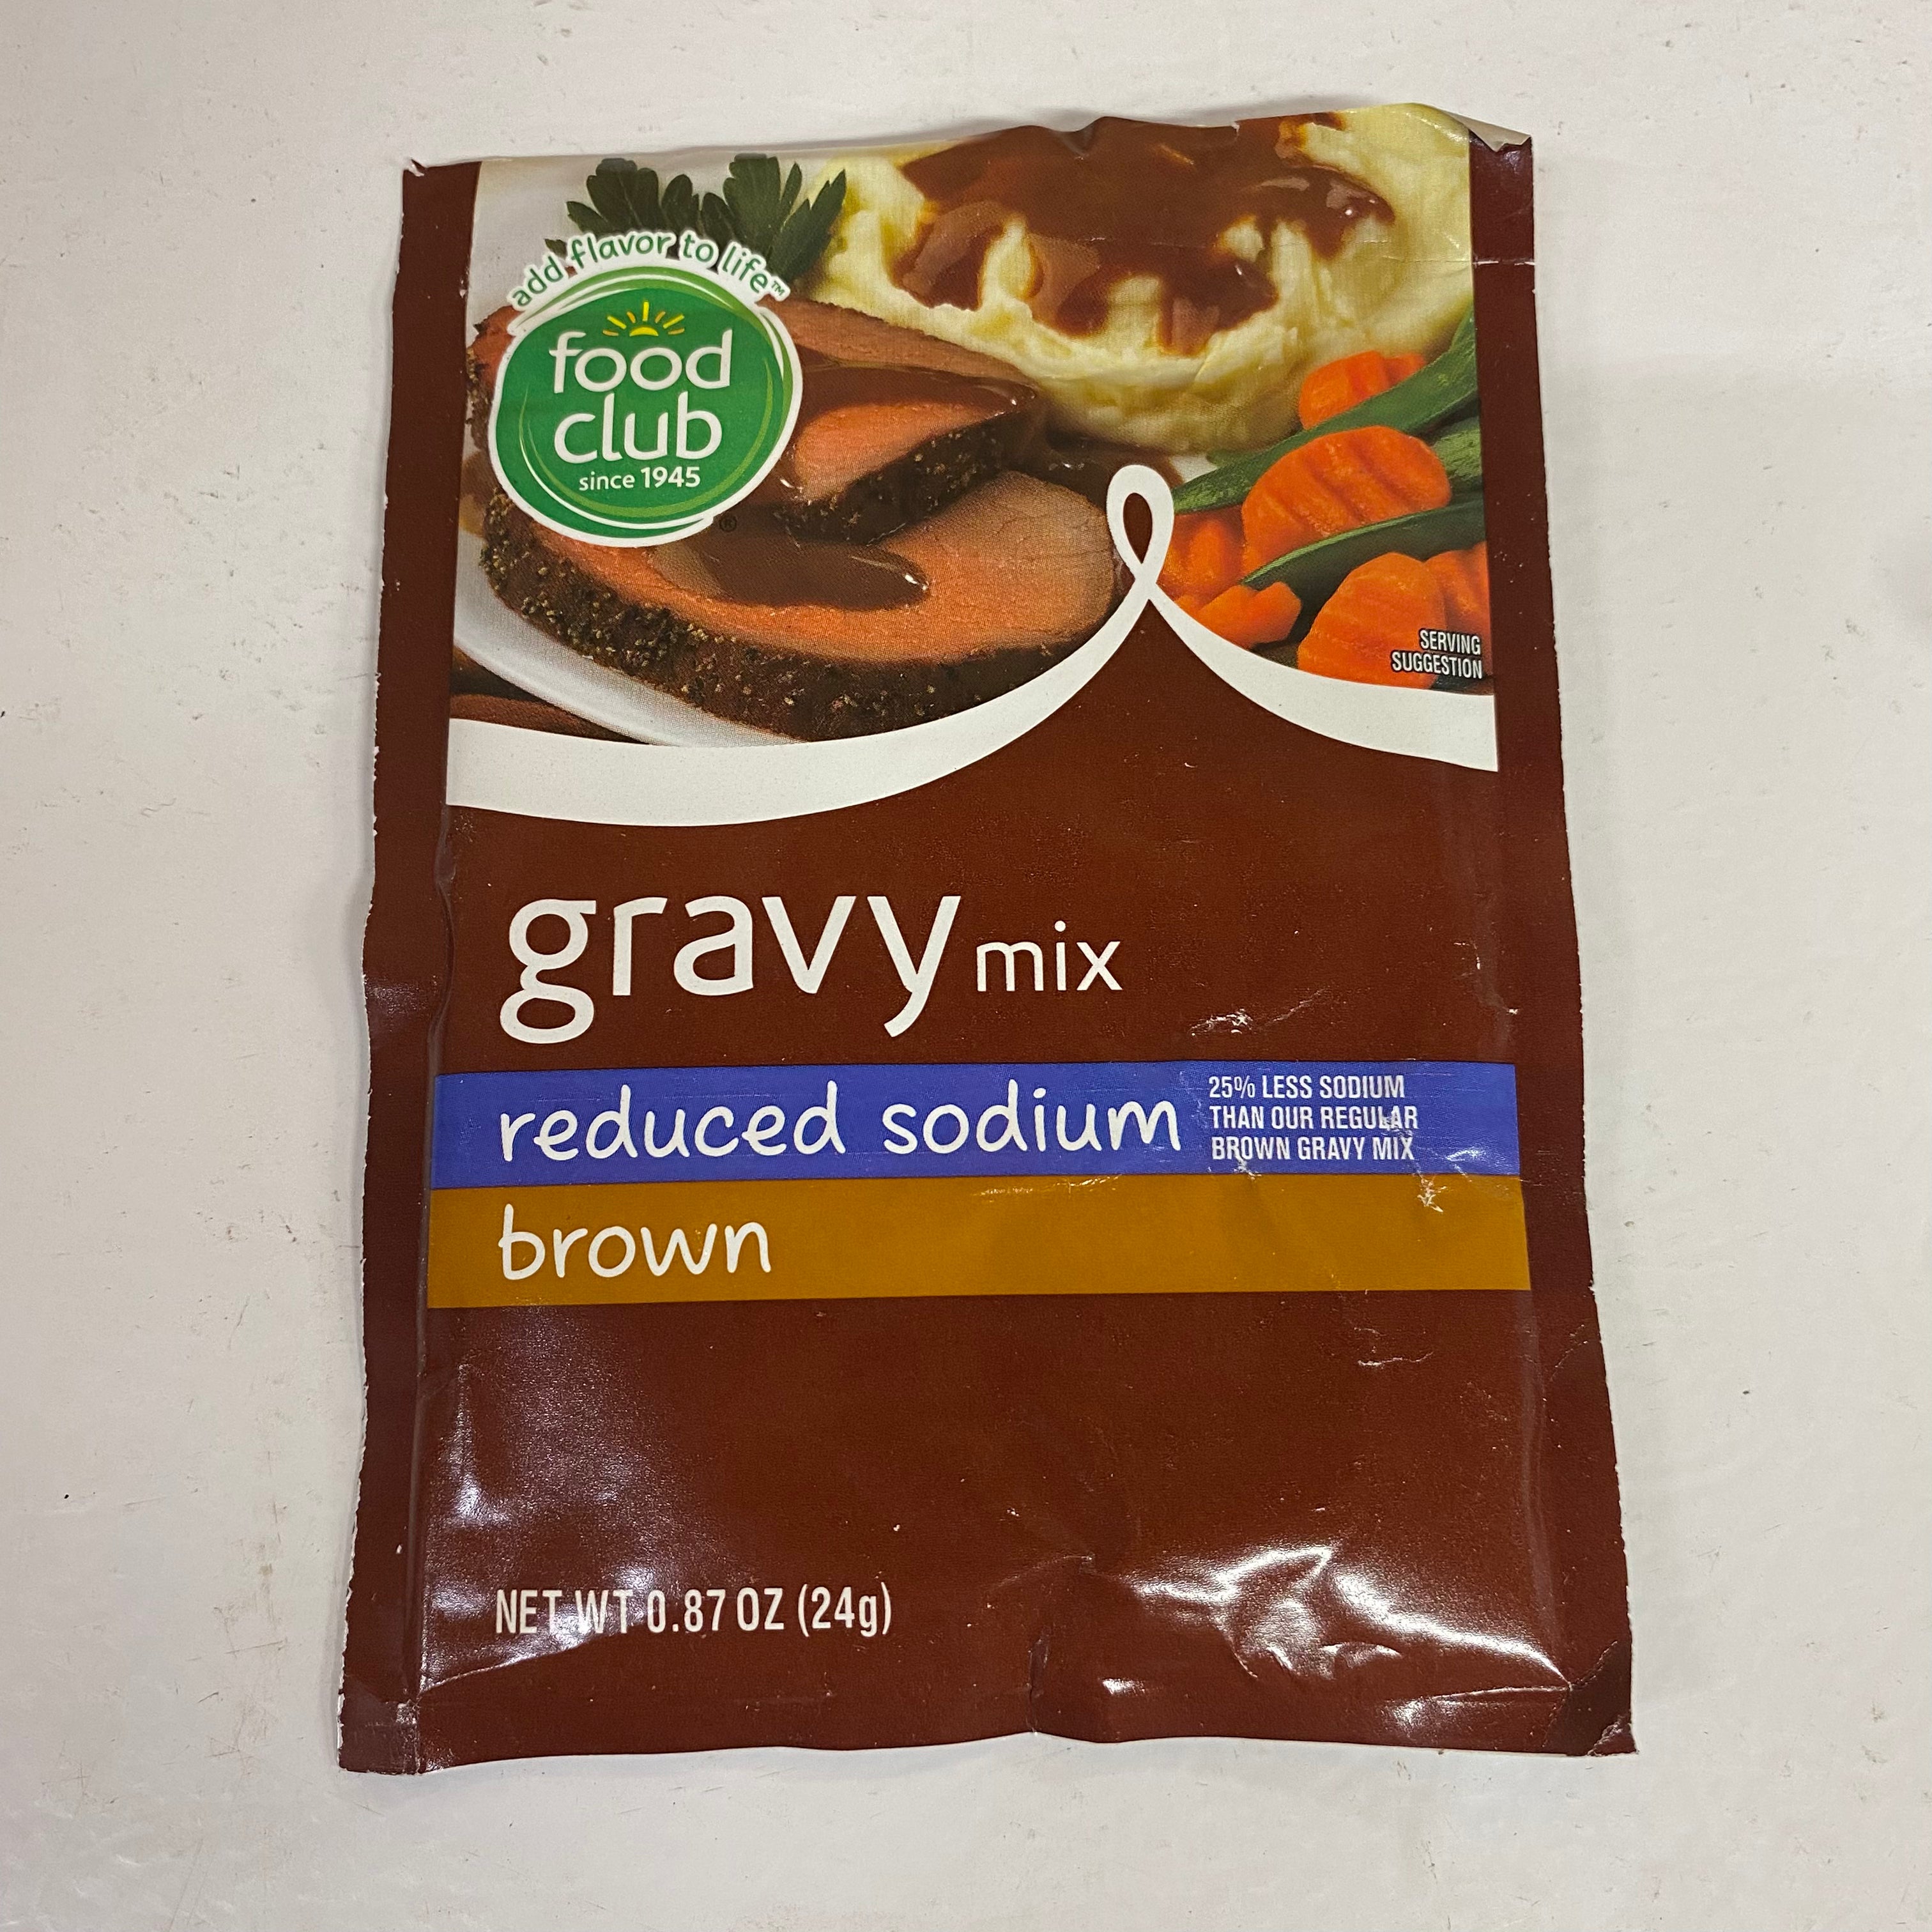 add flavor to life™
food
club
since 1945
®
SERVING
SUGGESTION
gravy mix
reduced sodium
25% LESS SODIUM
THAN OUR REGULAR
BROWN GRAVY MIX
brown
NET WT 0.87 OZ (24g)